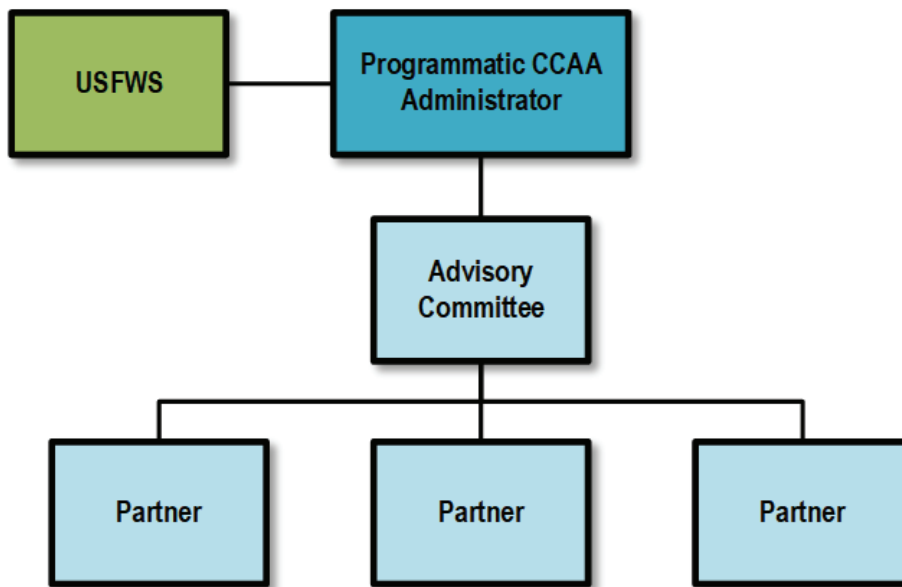 USFWS
Programmatic CCAA
Administrator
Advisory
Committee
Partner
Partner
Partner